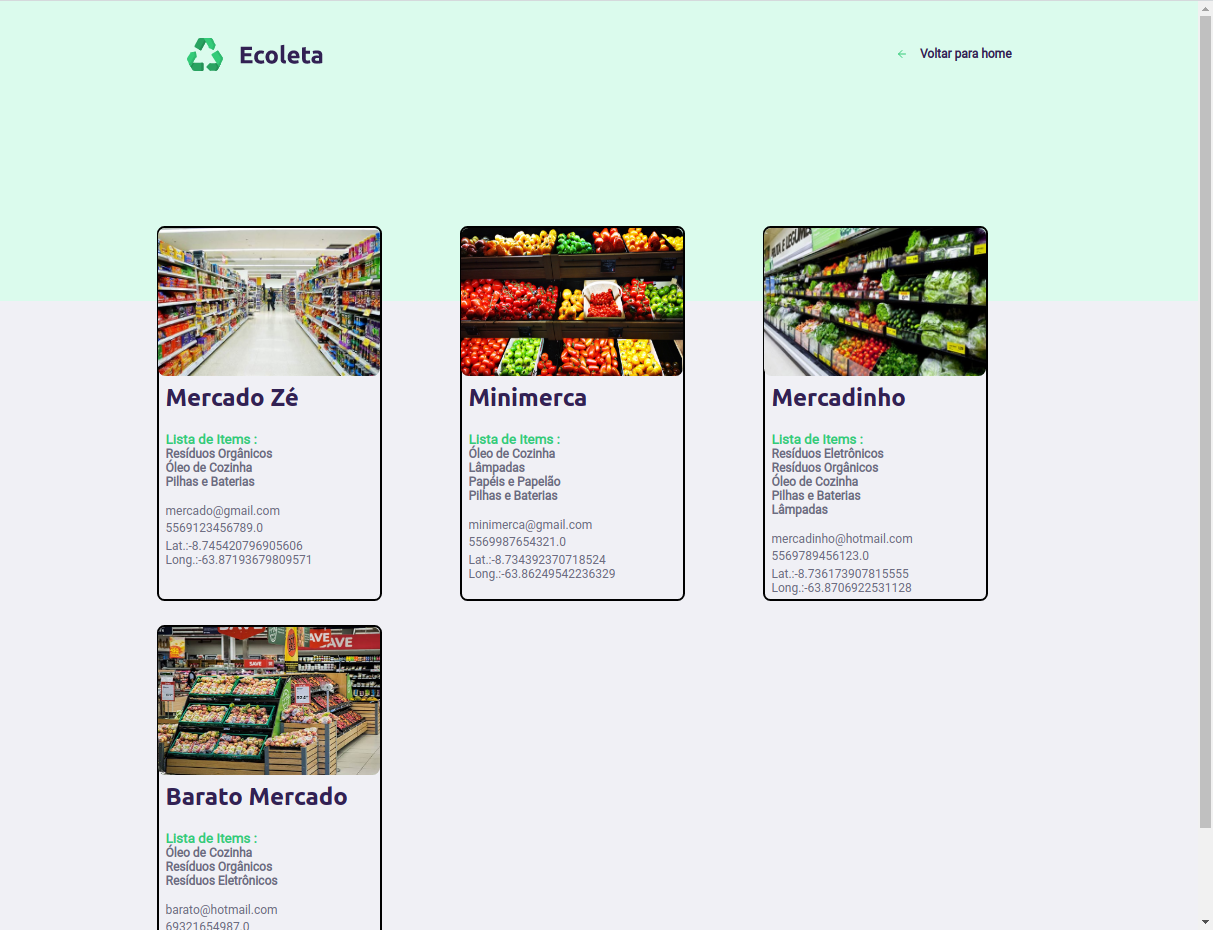 Ecoleta
Voltar para home
Mercado Zé
Lista de Items :
Resíduos Orgânicos
Óleo de Cozinha
Pilhas e Baterias
mercado@gmail.com
5569123456789.0
Lat.:-8.745420796905606
Long.:-63.87193679809571
Minimerca
Lista de Items :
Óleo de Cozinha
Lâmpadas
Papéis e Papelão
Pilhas e Baterias
minimerca@gmail.com
5569987654321.0
Lat.:-8.734392370718524
Long.:-63.86249542236329
Mercadinho
Lista de Items :
Resíduos Eletrônicos
Resíduos Orgânicos
Óleo de Cozinha
Pilhas e Baterias
Lâmpadas
mercadinho@hotmail.com
5569789456123.0
Lat.:-8.736173907815555
Long.:-63.8706922531128
SAVE
SAVE
Barato Mercado
Lista de Items :
Óleo de Cozinha
Resíduos Orgânicos
Resíduos Eletrônicos
barato@hotmail.com
69321654987.0